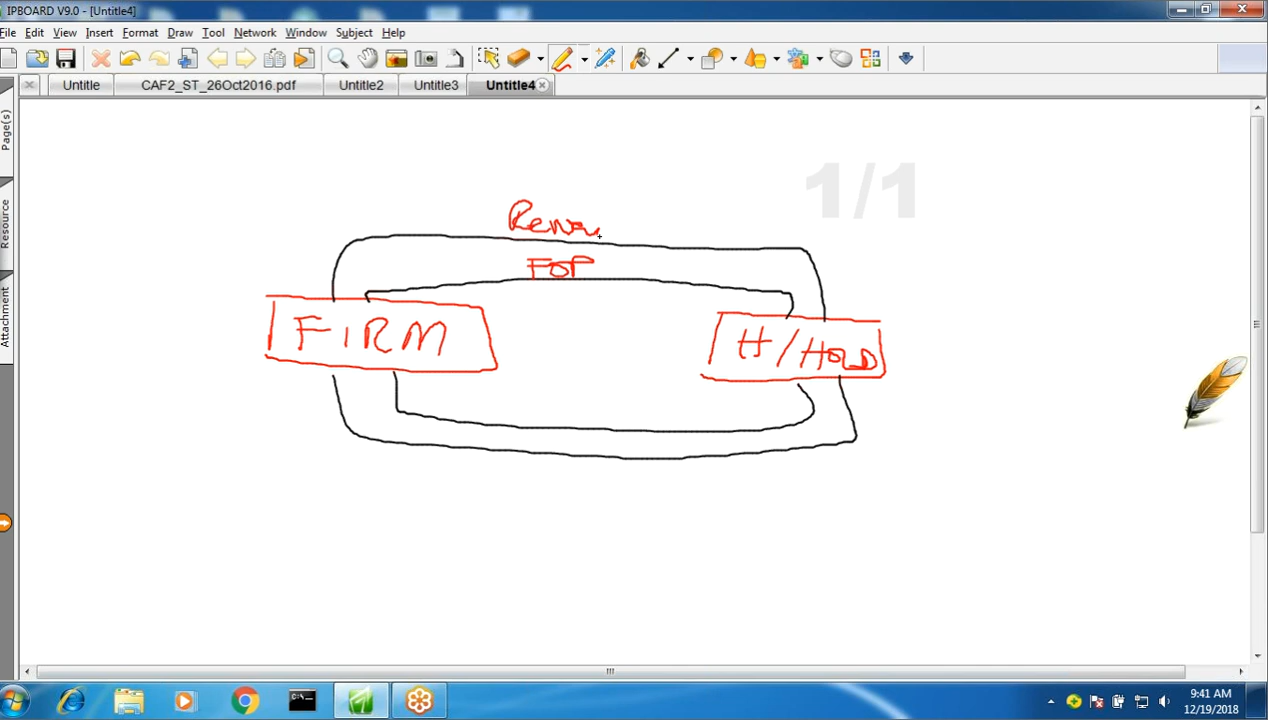 IPBOARD V9.0 - [Untitle4]
File Edit View Insert Format Draw Tool Network Window Subject Help
Untitle CAF2_ST_26Oct2016.pdf Untitle2 Untitle3 Untitle4
Page(s)
Resource
Attachment
1/1
FOP
FIRM
H/HOLD
9:41 AM
12/19/2018